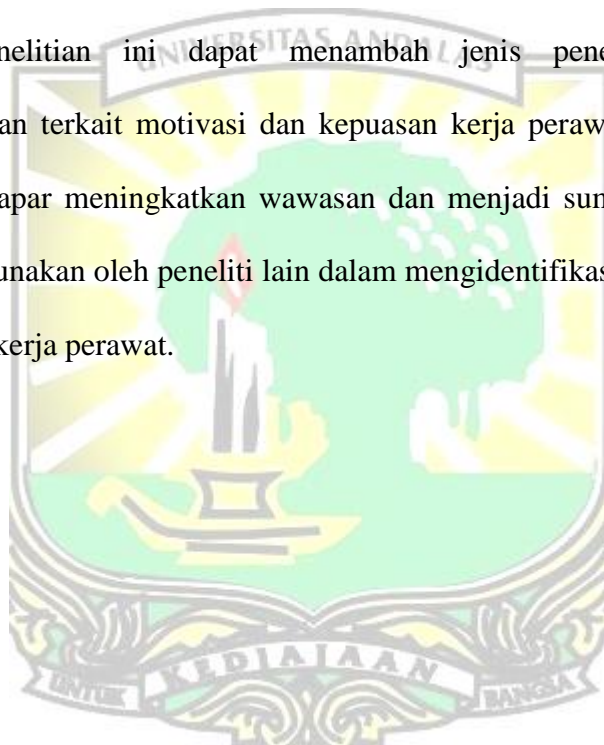 UNIVERSITAS ANDALAS
nelitian ini dapat menambah jenis pene
an terkait motivasi dan kepuasan kerja peraw
apar meningkatkan wawasan dan menjadi sum
unakan oleh peneliti lain dalam mengidentifikas
kerja perawat.
UNTUK KEDJAJAAN BANGSA